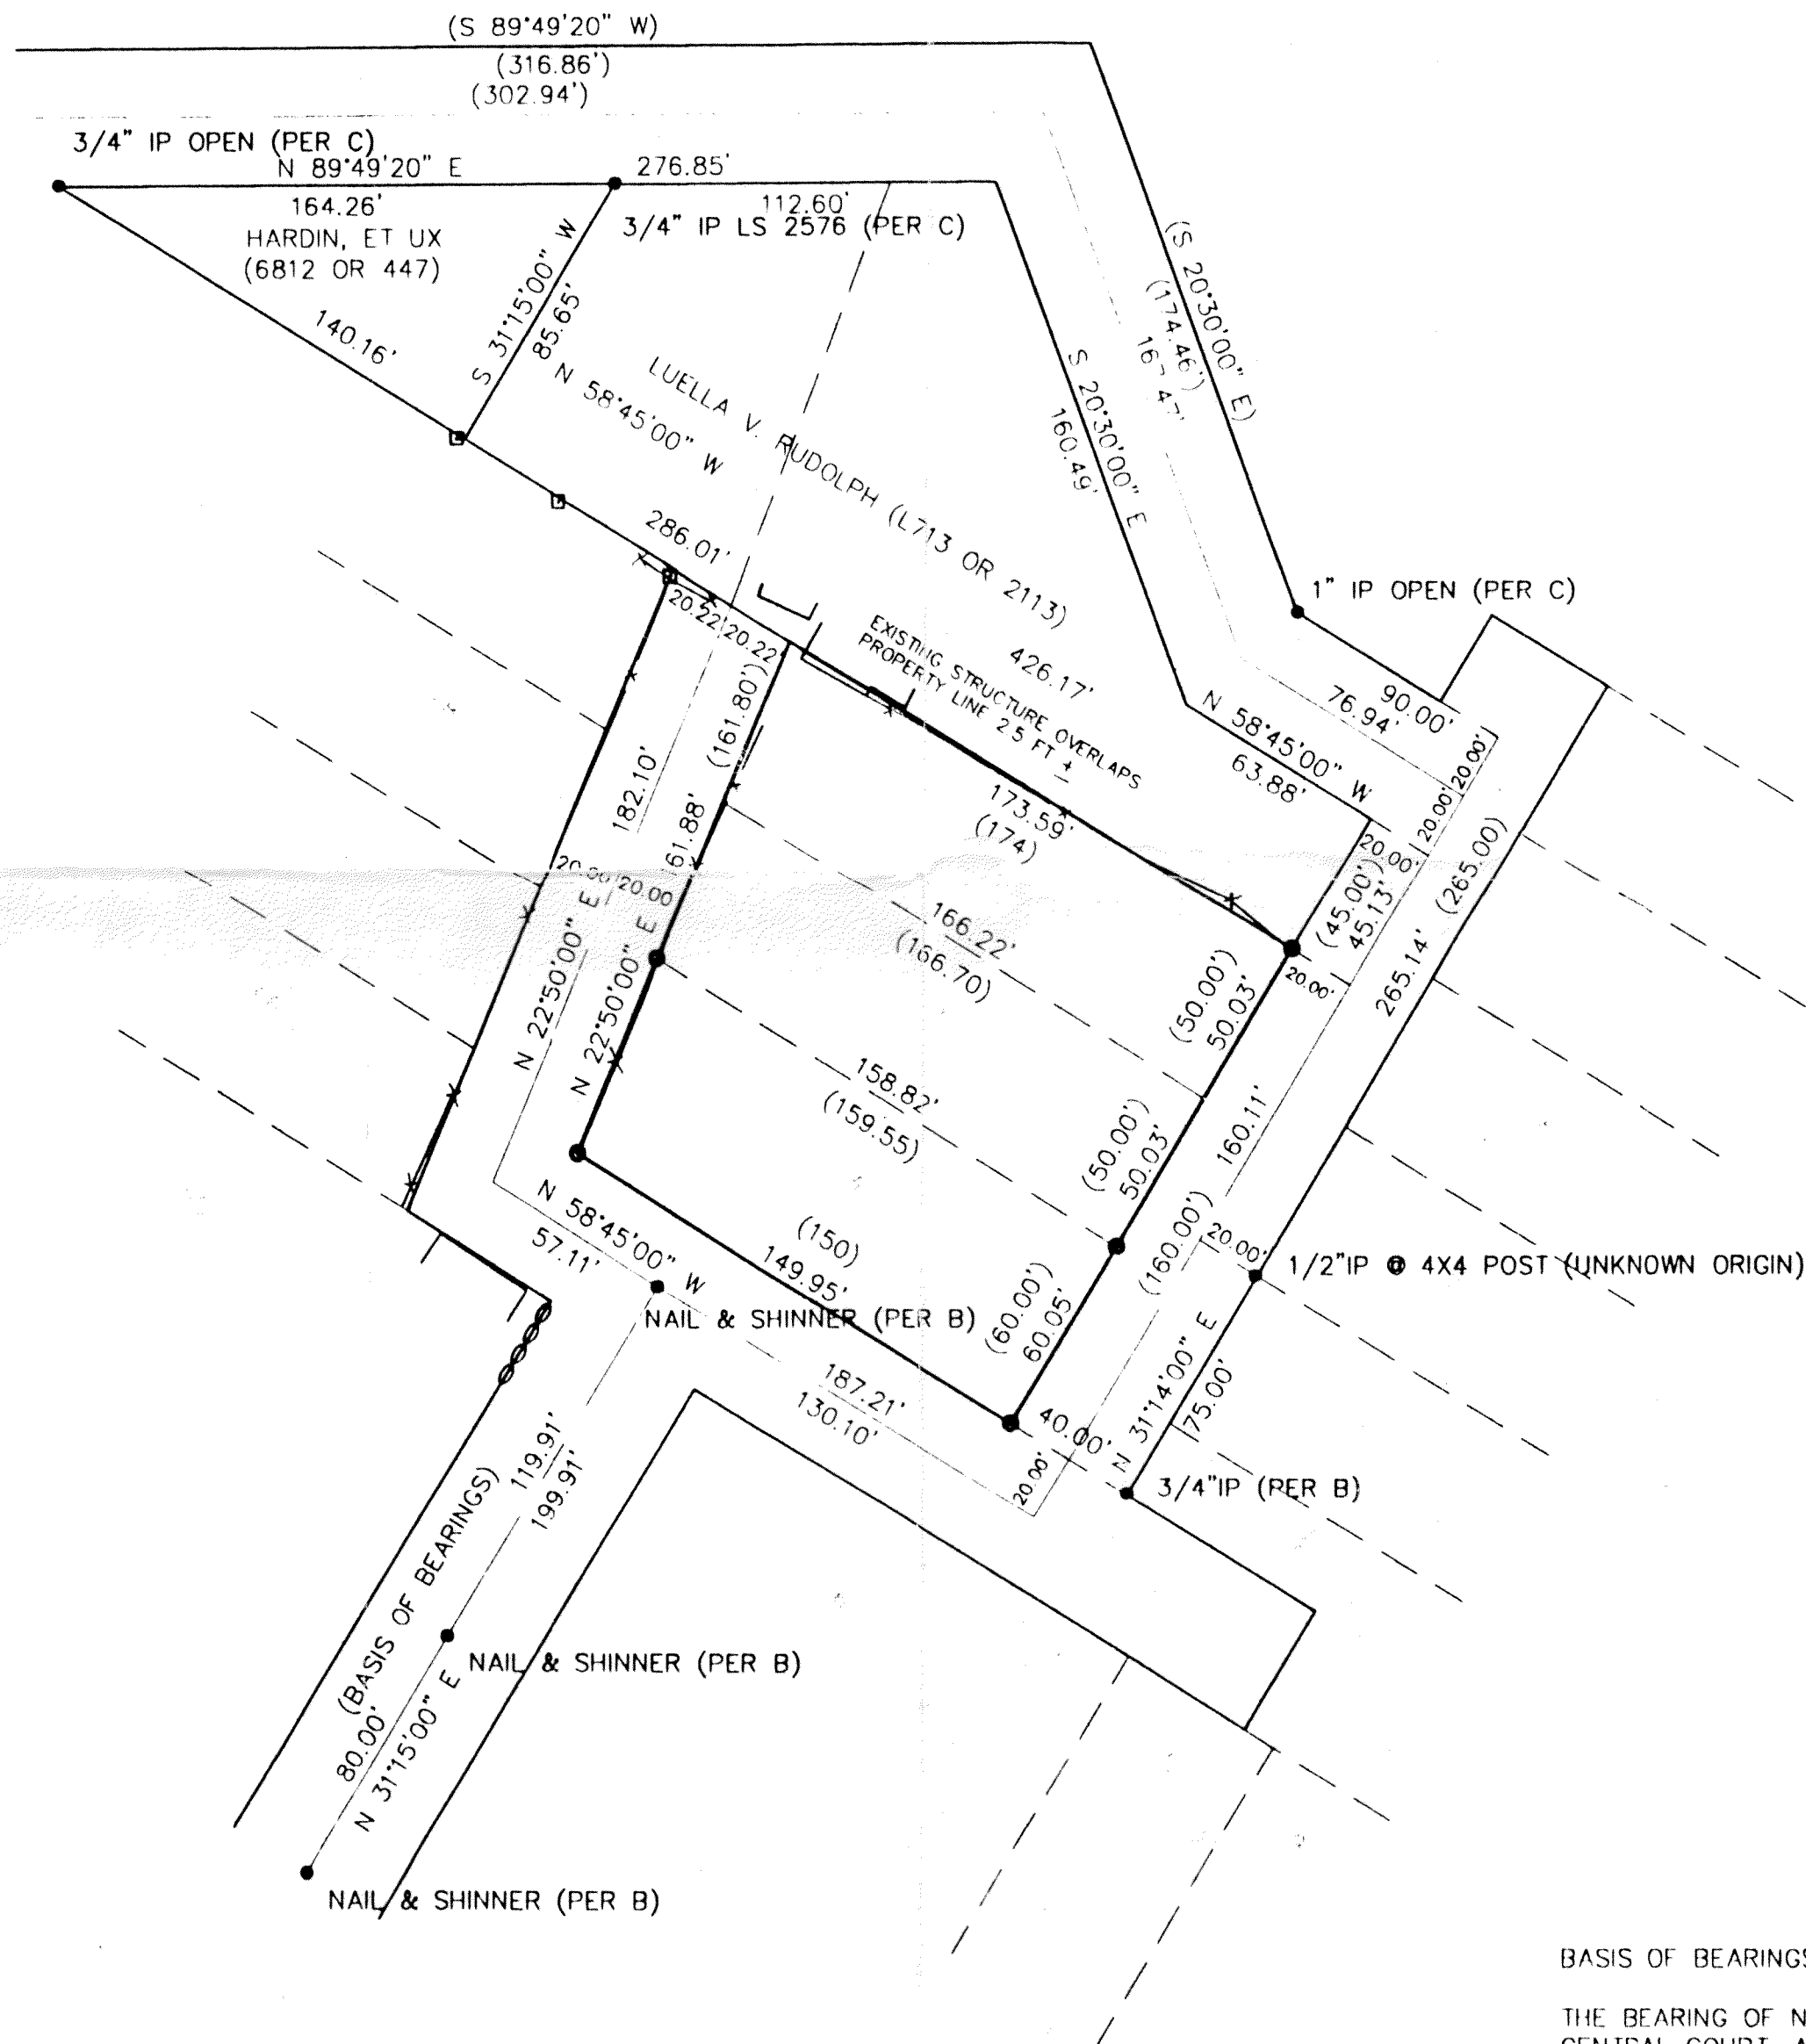 (S 89°49'20" W)
(316.86')
(302.94')
3/4" IP OPEN (PER C)
N 89°49'20" E
276.85'
164.26'
112.60'
HARDIN, ET UX
(6812 OR 447)
3/4" IP LS 2576 (PER C)
S 31°15'00" W
85.65'
140.16'
LUELLA V. RUDOLPH (L713 OR 2113)
N 58°45'00" W
426.17'
286.01'
(S 20°30'00" E)
(174.46')
S 20°30'00" E
160.49'
1" IP OPEN (PER C)
EXISTING STRUCTURE OVERLAPS
PROPERTY LINE 2.5 FT ±
20.22'
20.22'
N 58°45'00" W
63.88'
90.00'
76.94'
20.00'
20.00'
20.00'
182.10'
(161.80')
161.88'
173.59'
(174)
(45.00')
45.13'
20.00'
265.14' (265.00)
20.00
N 22°50'00" E
N 22°50'00" E
166.22'
(166.70)
(50.00')
50.03'
158.82'
(159.55)
(50.00')
50.03'
160.11'
(160.00')
20.00'
1/2"IP @ 4X4 POST (UNKNOWN ORIGIN)
N 58°45'00" W
57.11'
(150)
149.95'
(60.00')
60.05'
NAIL & SHINNER (PER B)
187.21'
130.10'
40.00'
20.00'
N 31°14'00" E
75.00'
3/4"IP (PER B)
119.91'
199.91'
(BASIS OF BEARINGS)
NAIL & SHINNER (PER B)
80.00'
N 31°15'00" E
NAIL & SHINNER (PER B)
BASIS OF BEARINGS
THE BEARING OF N
CENTRAL COURT A